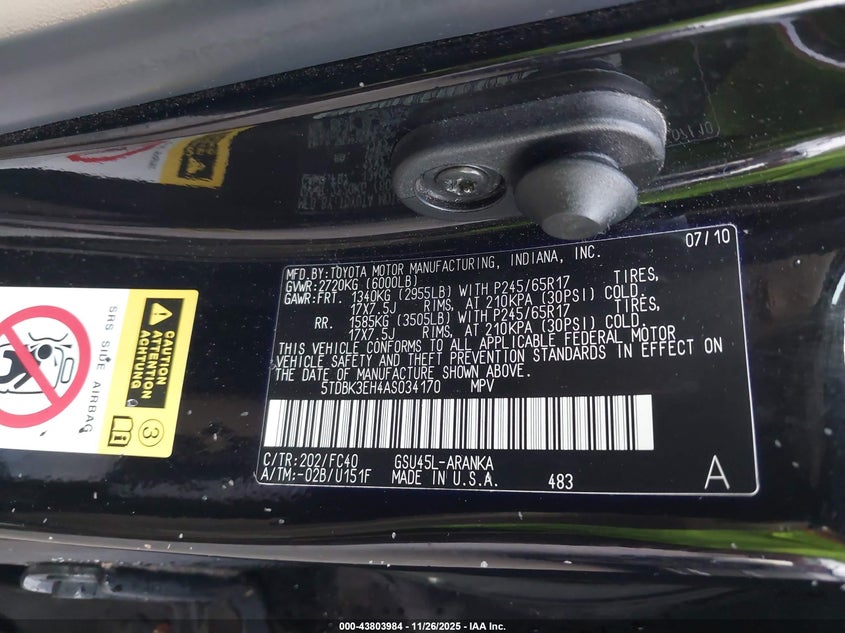 07/10
MFD.BY:TOYOTA MOTOR MANUFACTURING, INDIANA, INC.
GVWR:2720KG (6000LB)
GAWR:FRT. 1340KG (2955LB) WITH P245/65R17 TIRES,
17X7.5J RIMS, AT 210KPA (30PSI) COLD.
RR. 1585KG (3505LB) WITH P245/65R17 TIRES,
17X7.5J RIMS, AT 210KPA (30PSI) COLD.
THIS VEHICLE CONFORMS TO ALL APPLICABLE FEDERAL MOTOR
VEHICLE SAFETY AND THEFT PREVENTION STANDARDS IN EFFECT ON
THE DATE OF MANUFACTURE SHOWN ABOVE.
5TDBK3EH4AS034170 MPV
C/TR:202/FC40 GSU45L-ARANKA
A/TM:-02B/U151F MADE IN U.S.A. 483 A
SRS SIDE AIRBAG
CAUTION
ATTENTION
ACHTUNG
3
000-43803984 - 11/26/2025 - IAA Inc.